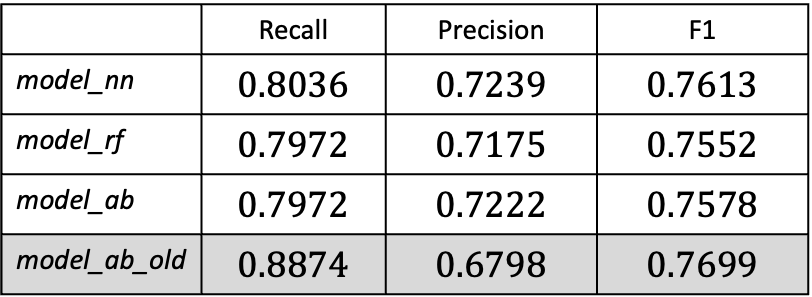 Recall Precision F1
model_nn 0.8036 0.7239 0.7613
model_rf 0.7972 0.7175 0.7552
model_ab 0.7972 0.7222 0.7578
model_ab_old 0.8874 0.6798 0.7699